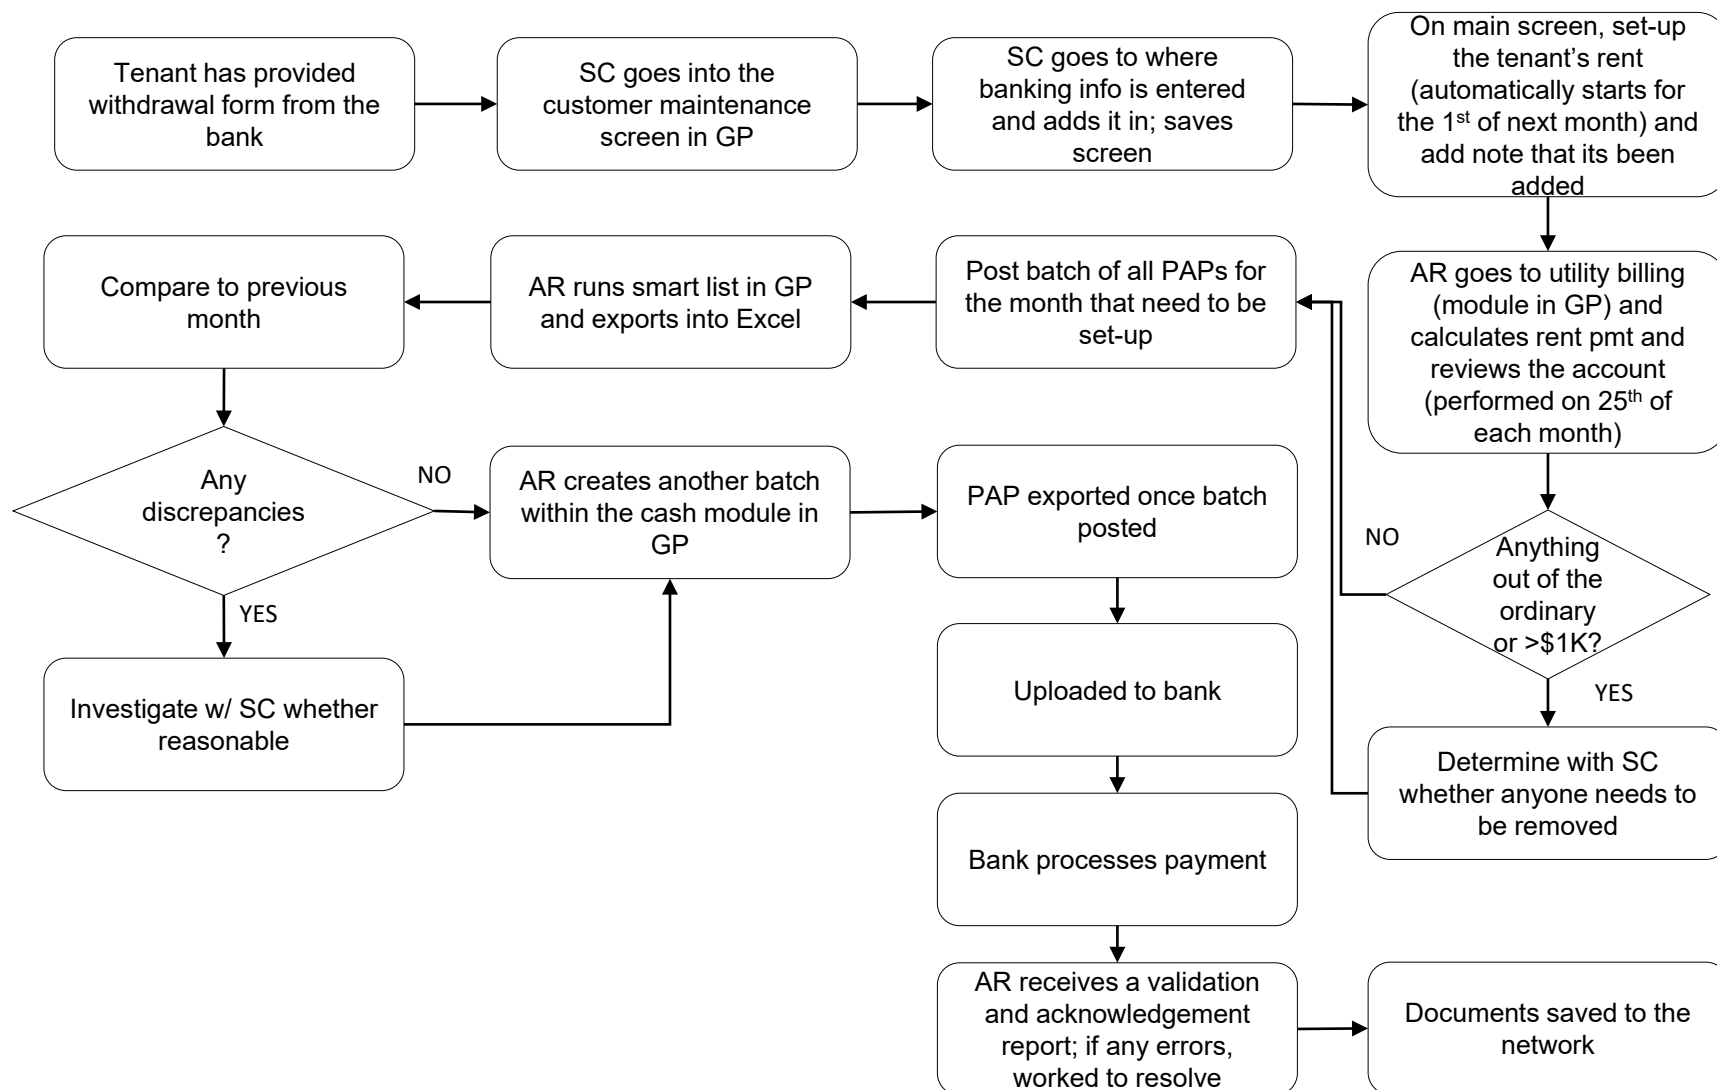 Tenant has provided
withdrawal form from the
bank
SC goes into the
customer maintenance
screen in GP
SC goes to where
banking info is entered
and adds it in; saves
screen
On main screen, set-up
the tenant’s rent
(automatically starts for
the 1st of next month) and
add note that its been
added
Compare to previous
month
AR runs smart list in GP
and exports into Excel
Post batch of all PAPs for
the month that need to be
set-up
AR goes to utility billing
(module in GP) and
calculates rent pmt and
reviews the account
(performed on 25th of
each month)
Any
discrepancies
?
NO
YES
AR creates another batch
within the cash module in
GP
PAP exported once batch
posted
NO
Anything
out of the
ordinary
or >$1K?
YES
Investigate w/ SC whether
reasonable
Uploaded to bank
Determine with SC
whether anyone needs to
be removed
Bank processes payment
AR receives a validation
and acknowledgement
report; if any errors,
worked to resolve
Documents saved to the
network